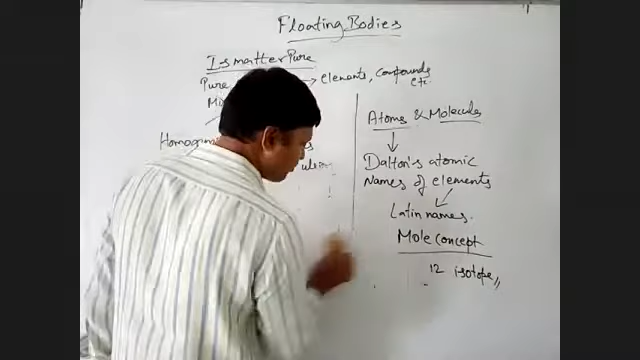 Floating Bodies
Is matter Pure
Pure → elements, compounds
etc.
Atoms & Molecules
Dalton's atomic
Names of elements
Latin names.
Mole concept
12 isotope